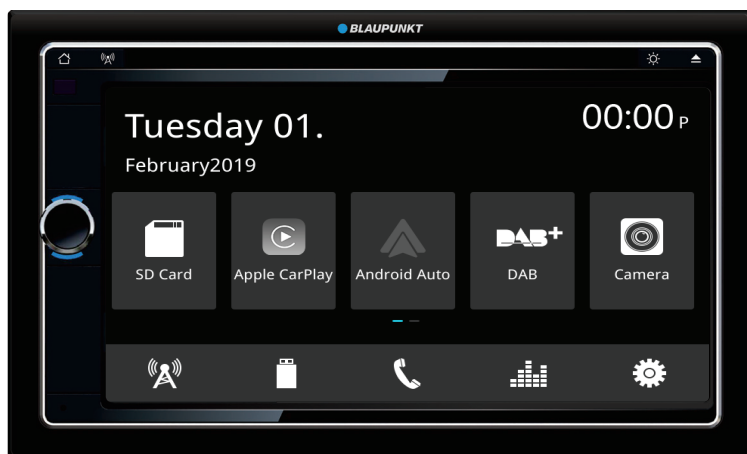 BLAUPUNKT
Tuesday 01.
00:00 P
February2019
SD Card
Apple CarPlay
Android Auto
DAB+
DAB
Camera